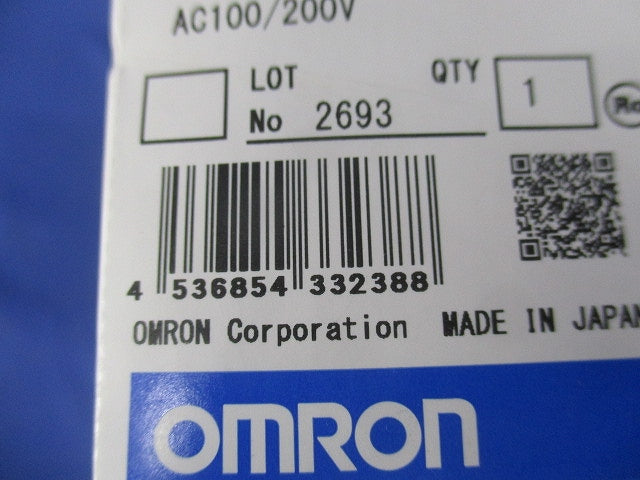 AC100/200V
LOT No 2693 QTY 1
4 536854 332388
OMRON Corporation MADE IN JAPAN
OMRON